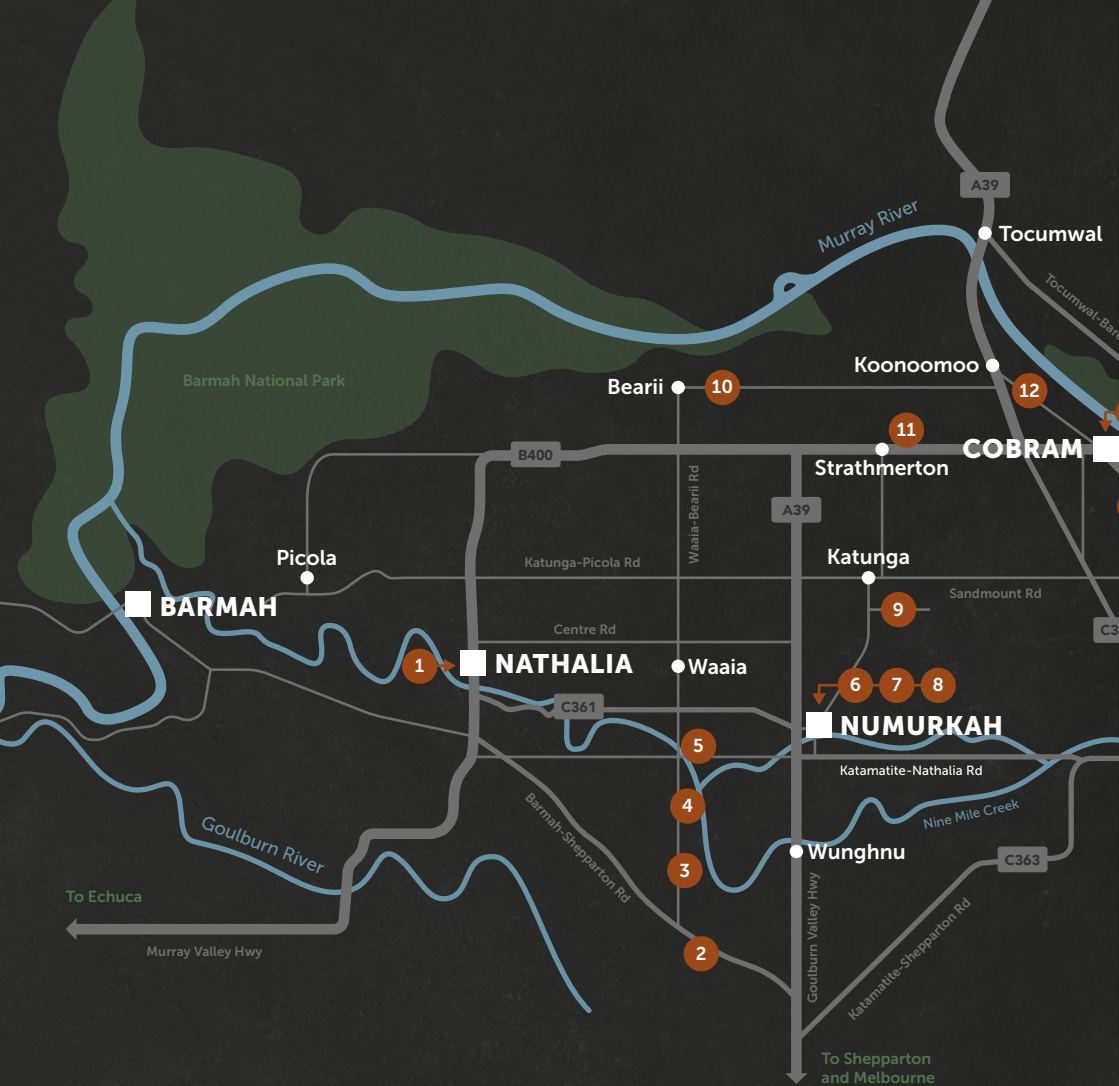 A39
Murray River
Tocumwal
Tocumwal-Baro
Koonoomoo
Barmah National Park
Bearii
10
12
11
B400
COBRAM
Strathmerton
Waaia-Bearii Rd
A39
Picola
Katunga-Picola Rd
Katunga
Sandmount Rd
BARMAH
9
Centre Rd
C3
1
NATHALIA
Waaia
6
7
8
C361
NUMURKAH
5
Katamatite-Nathalia Rd
4
Barmah-Shepparton Rd
Nine Mile Creek
Goulburn River
Wunghnu
C363
3
To Echuca
Goulburn Valley Hwy
Katamatite-Shepparton Rd
Murray Valley Hwy
2
To Shepparton
and Melbourne